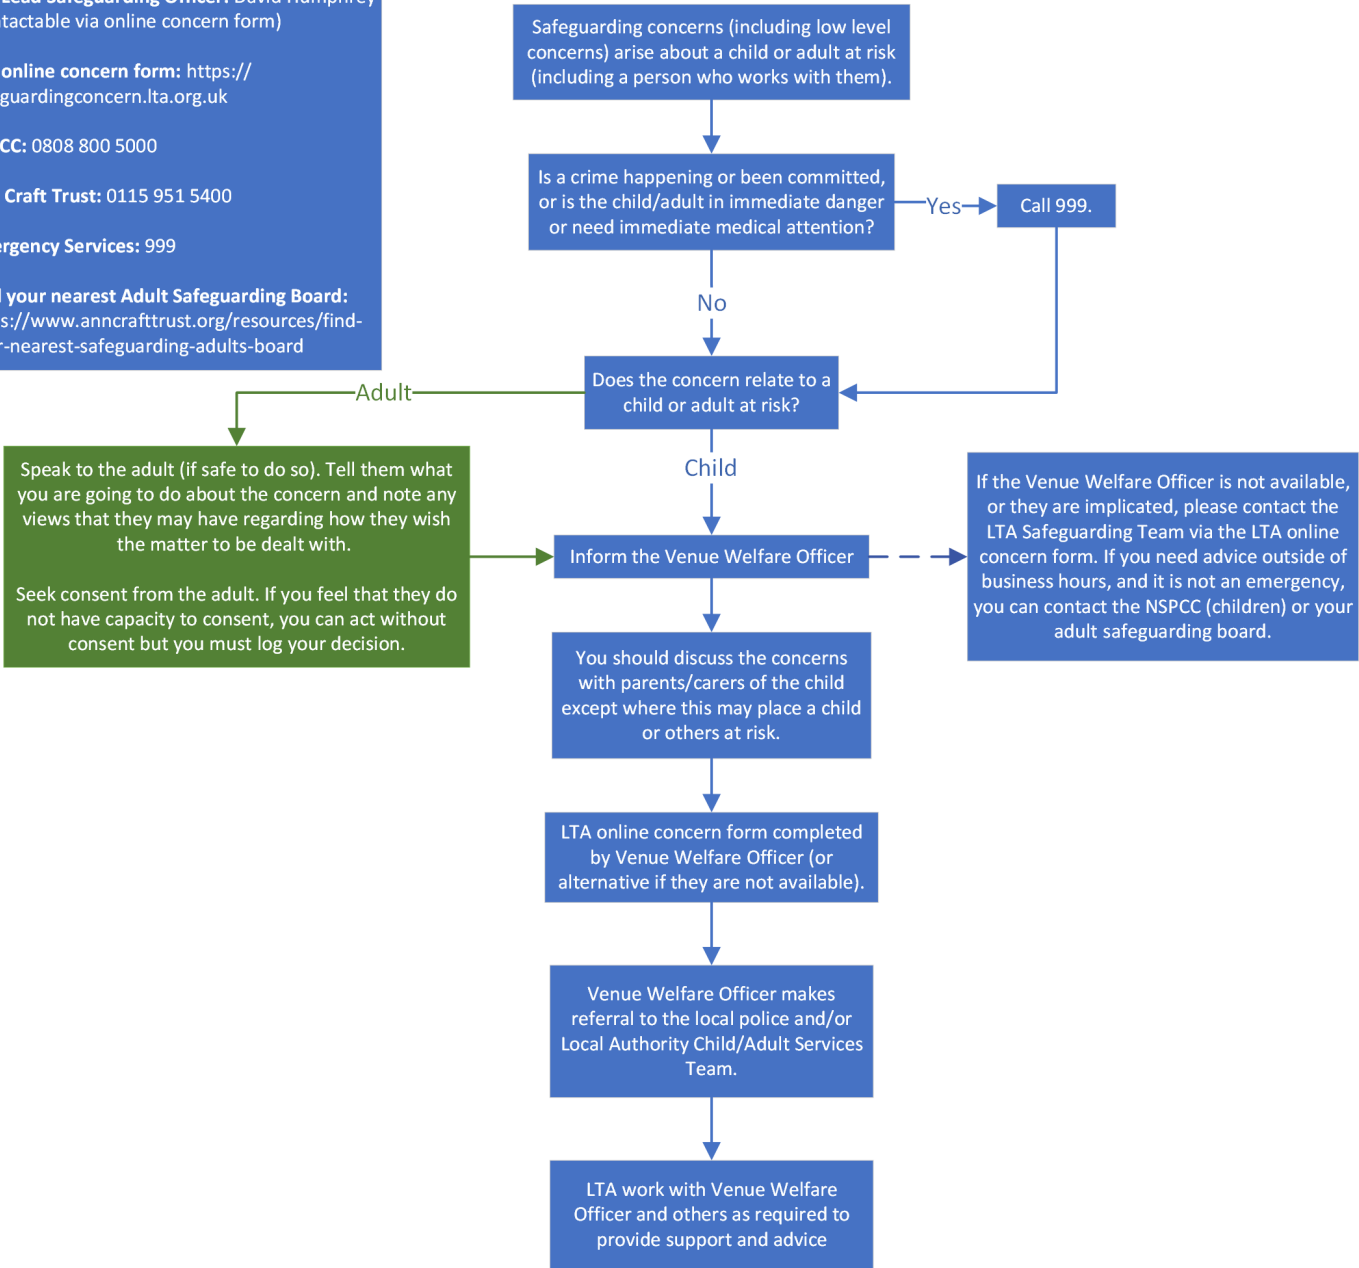 Lead Safeguarding Officer: David Humphrey
via online concern form)
online concern form: https://
guardingconcern.lta.org.uk
0808 800 5000
Craft Trust: 0115 951 5400
Services: 999
your nearest Adult Safeguarding Board:
s://www.anncrafttrust.org/resources/find-
r-nearest-safeguarding-adults-board
Safeguarding concerns (including low level
concerns) arise about a child or adult at risk
(including a person who works with them).
Is a crime happening or been committed,
or is the child/adult in immediate danger
or need immediate medical attention?
Yes
Call 999.
No
Does the concern relate to a
child or adult at risk?
Adult
Child
Speak to the adult (if safe to do so). Tell them what
you are going to do about the concern and note any
views that they may have regarding how they wish
the matter to be dealt with.
Seek consent from the adult. If you feel that they do
not have capacity to consent, you can act without
consent but you must log your decision.
Inform the Venue Welfare Officer
If the Venue Welfare Officer is not available,
or they are implicated, please contact the
LTA Safeguarding Team via the LTA online
concern form. If you need advice outside of
business hours, and it is not an emergency,
you can contact the NSPCC (children) or your
adult safeguarding board.
You should discuss the concerns
with parents/carers of the child
except where this may place a child
or others at risk.
LTA online concern form completed
by Venue Welfare Officer (or
alternative if they are not available).
Venue Welfare Officer makes
referral to the local police and/or
Local Authority Child/Adult Services
Team.
LTA work with Venue Welfare
Officer and others as required to
provide support and advice